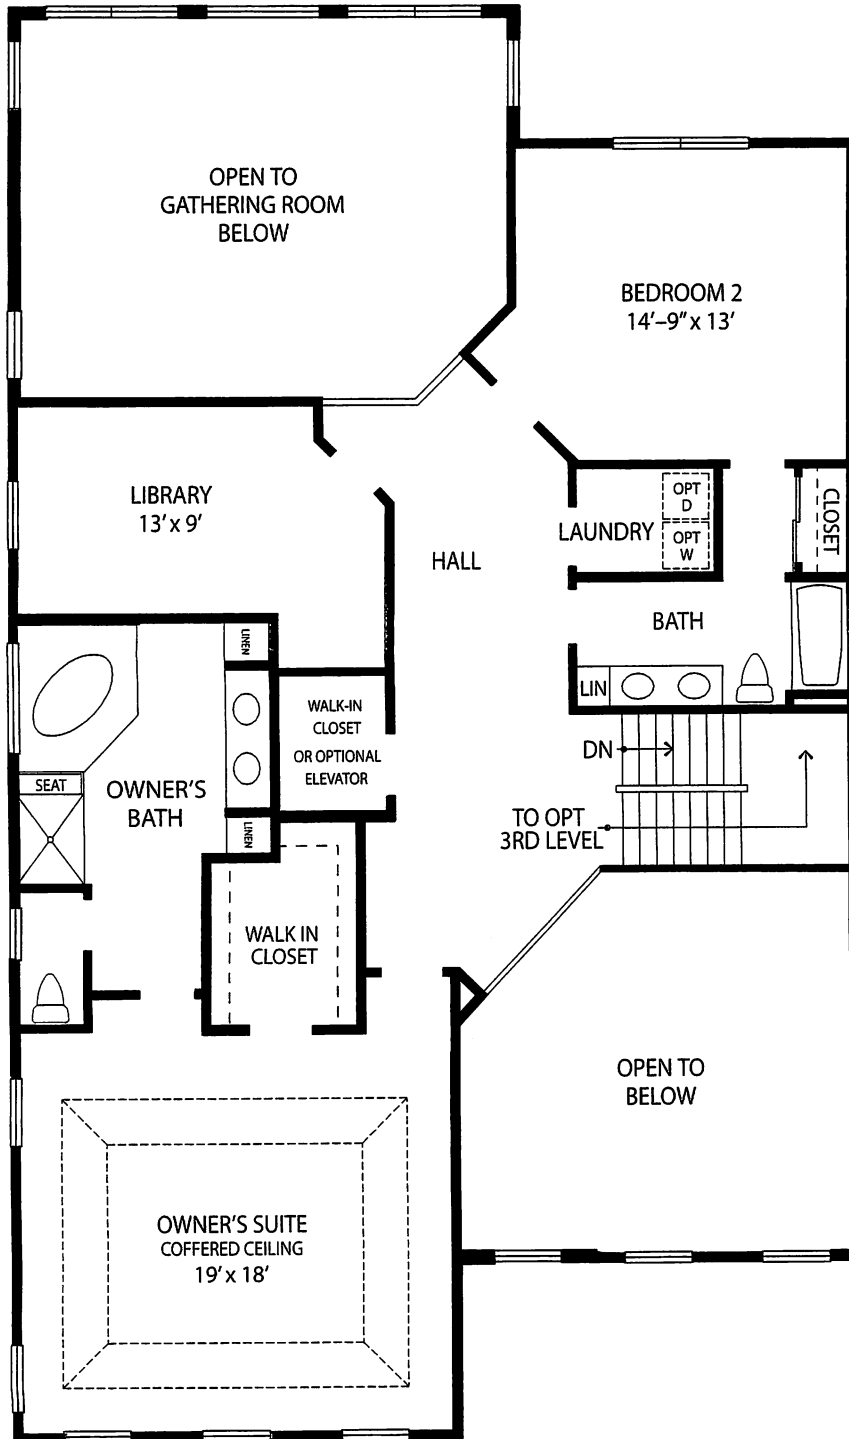 OPEN TO
GATHERING ROOM
BELOW
BEDROOM 2
14'–9" x 13'
LIBRARY
13' x 9'
OPT
D
OPT
W
LAUNDRY
CLOSET
HALL
BATH
LINEN
LIN
WALK-IN
CLOSET
OR OPTIONAL
ELEVATOR
DN
SEAT
OWNER'S
BATH
LINEN
TO OPT
3RD LEVEL
WALK IN
CLOSET
OPEN TO
BELOW
OWNER'S SUITE
COFFERED CEILING
19' x 18'